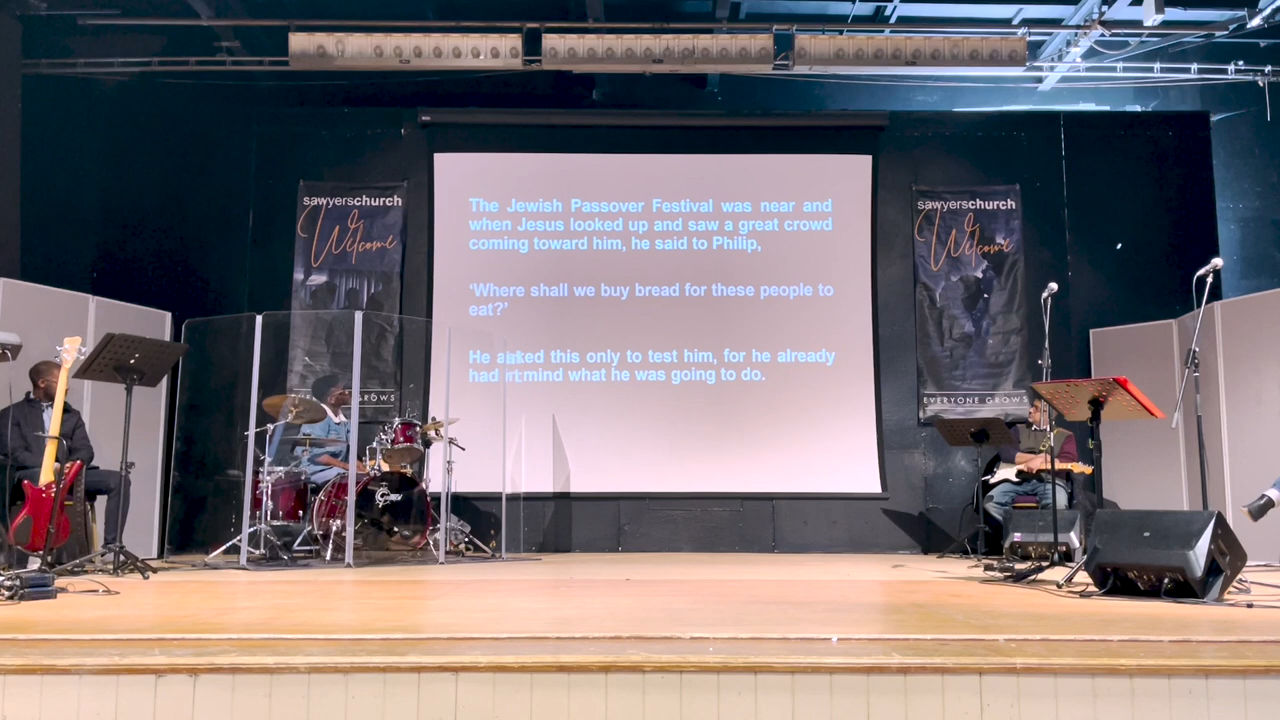 sawyerschurch
Welcome
GROWS
The Jewish Passover Festival was near and
when Jesus looked up and saw a great crowd
coming toward him, he said to Philip,
‘Where shall we buy bread for these people to
eat?’
He asked this only to test him, for he already
had in mind what he was going to do.
sawyerschurch
Welcome
EVERYONE GROWS